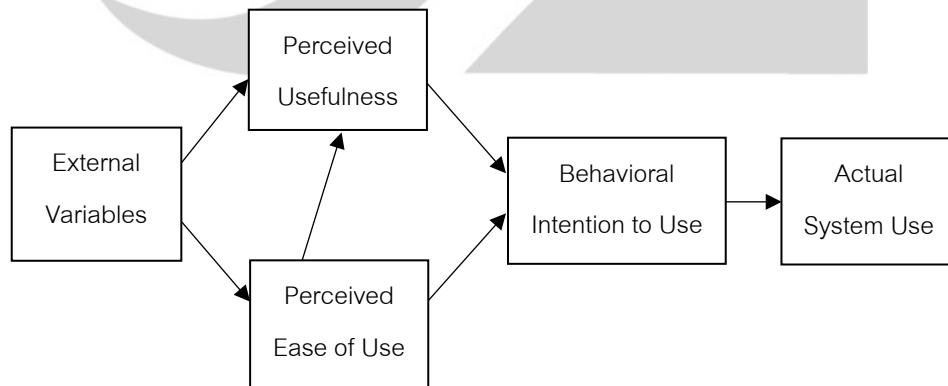 Perceived
Usefulness
External
Variables
Behavioral
Intention to Use
Actual
System Use
Perceived
Ease of Use